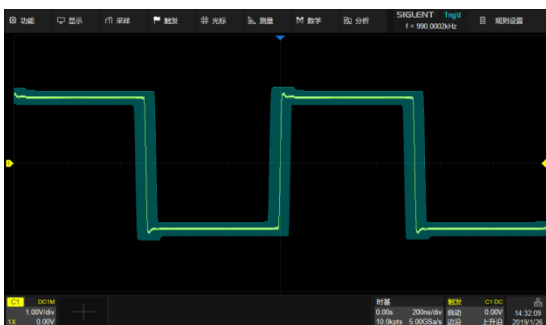 功能 显示 采样 触发 光标 测量 数学 分析 SIGLENT Trig'd 规则设置
f = 990.0002kHz
C1 DC1M
1.00V/div
1X 0.00V
时基
0.00s 200ns/div
10.0kpts 5.00GSa/s
触发 C1 DC
自动 0.00V
边沿 上升沿
14:32:09
2019/1/26